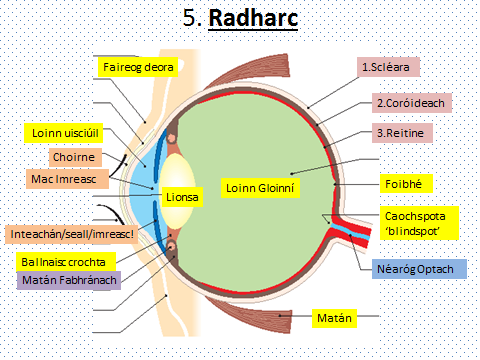 5. Radharc
Faireog deora
Loinn uisciúil
Choirne
Mac Imreasc
Lionsa
Inteachán/seall/imreasc!
Ballnaisc crochta
Matán Fabhránach
Loinn Gloinní
1.Scléara
2.Coróideach
3.Reitine
Foibhé
Caochspota
‘blindspot’
Néaróg Optach
Matán